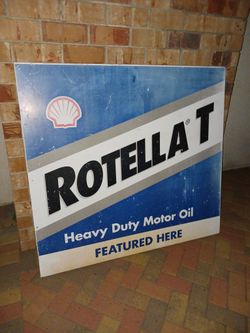 ROTELLA® T
Heavy Duty Motor Oil
FEATURED HERE